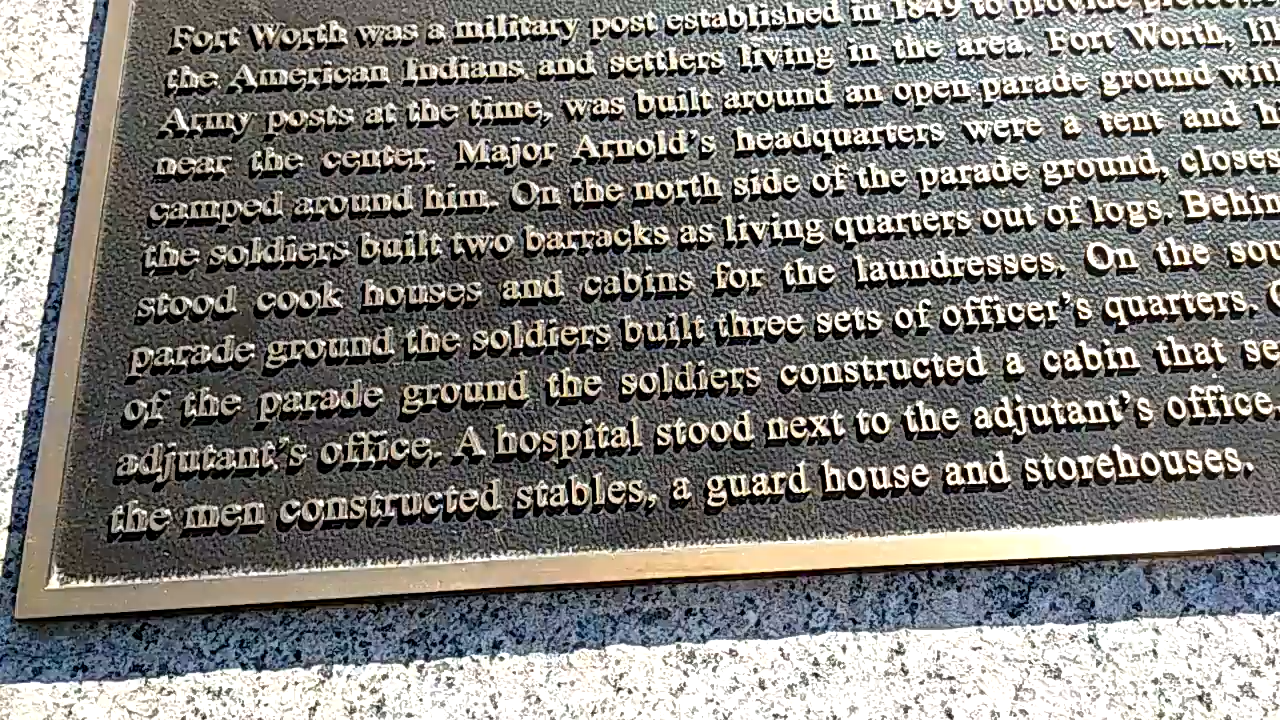 Fort Worth was a military post established in 1849 to provide
the American Indians and settlers living in the area. Fort Worth,
Army posts at the time, was built around an open parade ground
near the center. Major Arnold's headquarters were a tent and
camped around him. On the north side of the parade ground,
the soldiers built two barracks as living quarters out of logs.
stood cook houses and cabins for the laundresses. On the
parade ground the soldiers built three sets of officer's quarters.
of the parade ground the soldiers constructed a cabin that
adjutant's office. A hospital stood next to the adjutant's office
the men constructed stables, a guard house and storehouses.